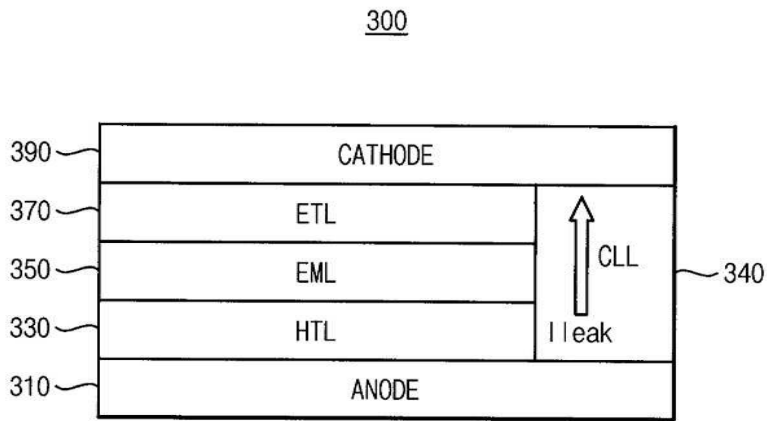 300
390 CATHODE
370 ETL
CLL
350 EML 340
330 HTL Ileak
310 ANODE